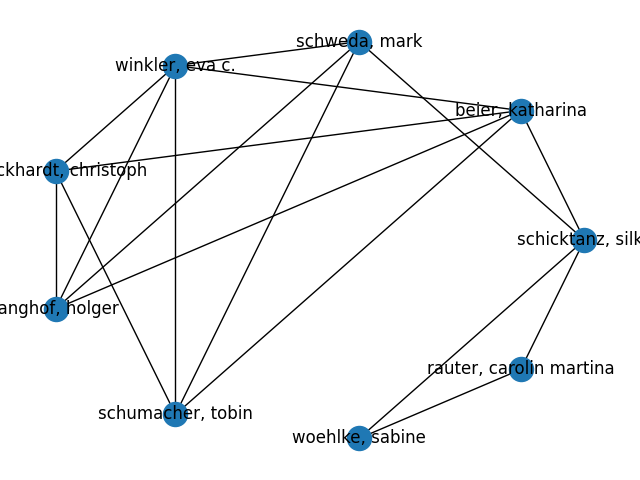 schweda, mark
winkler, eva c.
beier, katharina
ckhardt, christoph
schicktanz, silk
anghof, holger
rauter, carolin martina
schumacher, tobin
woehlke, sabine